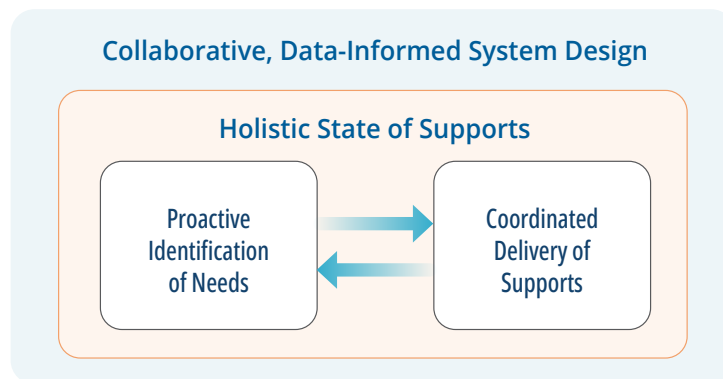 Collaborative, Data-Informed System Design
Holistic State of Supports
Proactive
Identification
of Needs
Coordinated
Delivery of
Supports